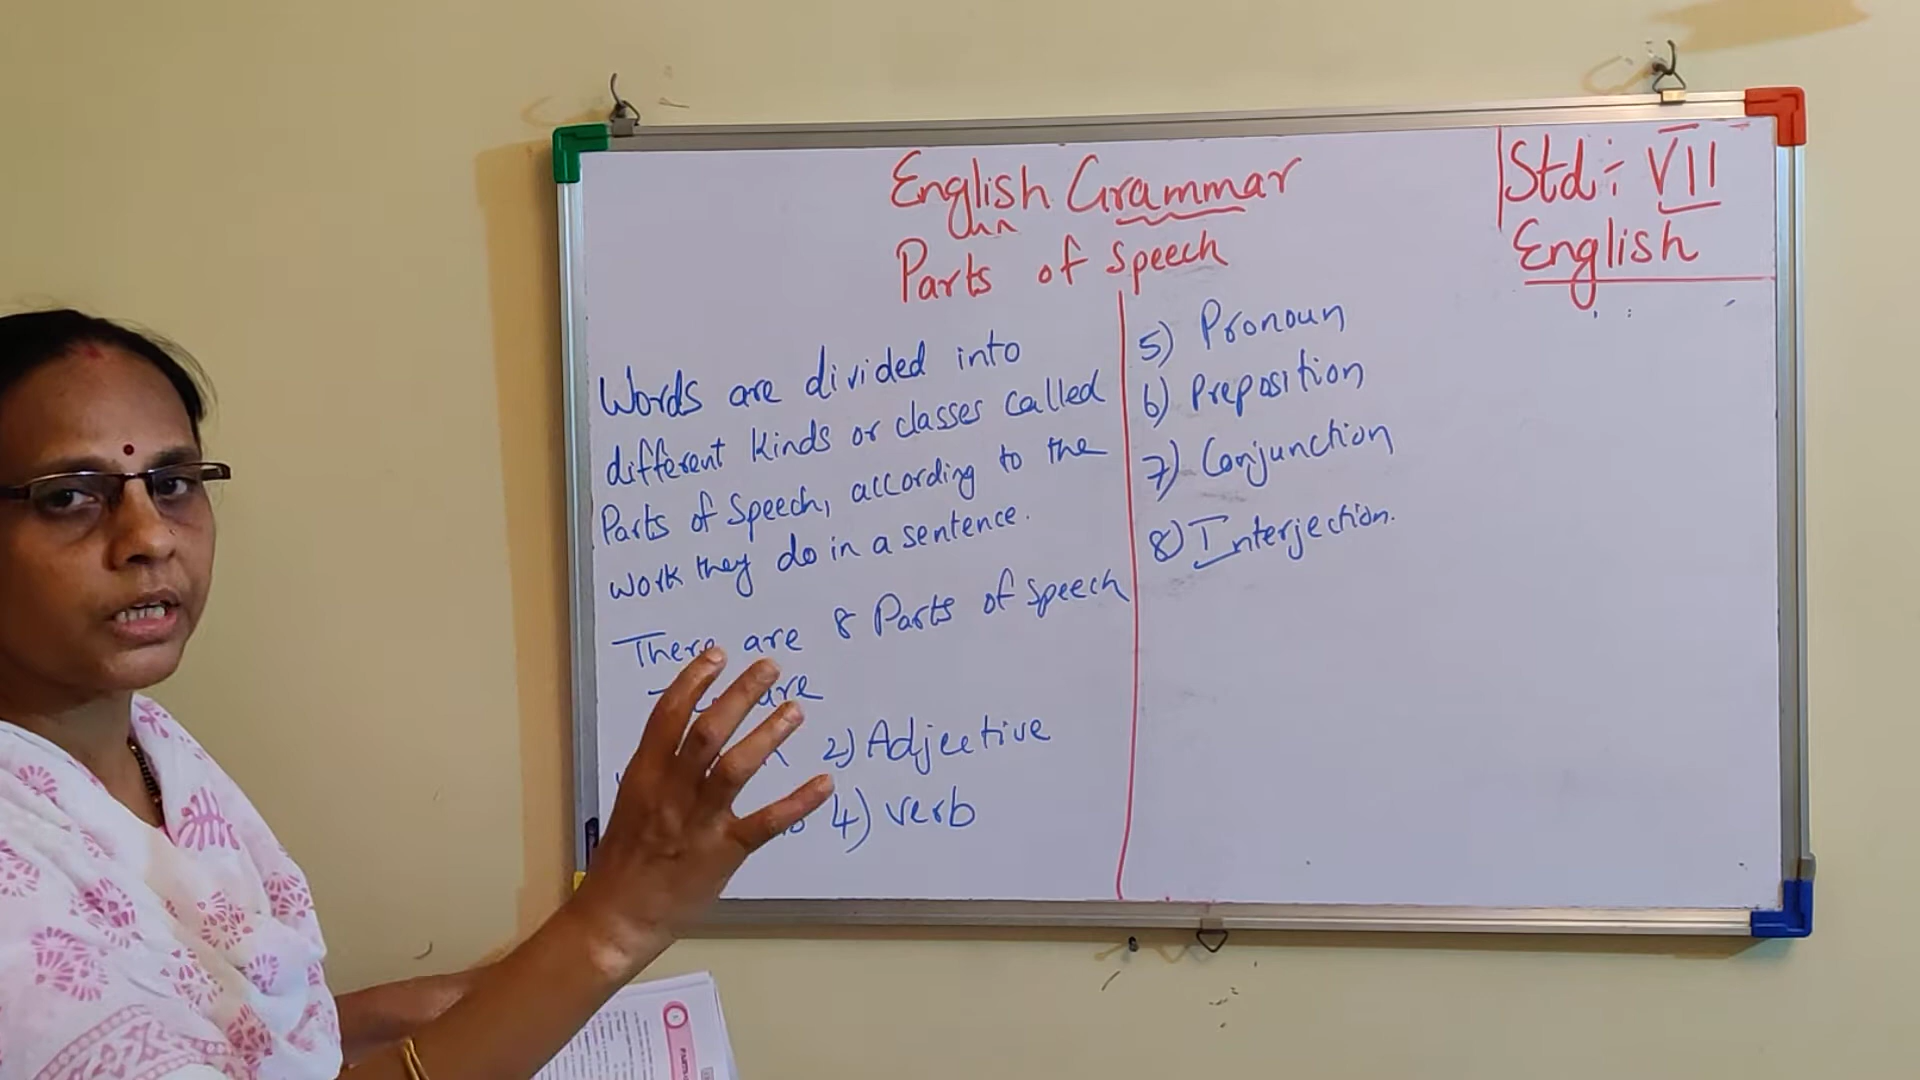 English Grammar
Parts of Speech
Std:- VII
English
Words are divided into
different kinds or classes called
Parts of Speech, according to the
work they do in a sentence.
There are 8 Parts of Speech
are
2) Adjective
4) verb
5) Pronoun
6) Preposition
7) Conjunction
8) Interjection.